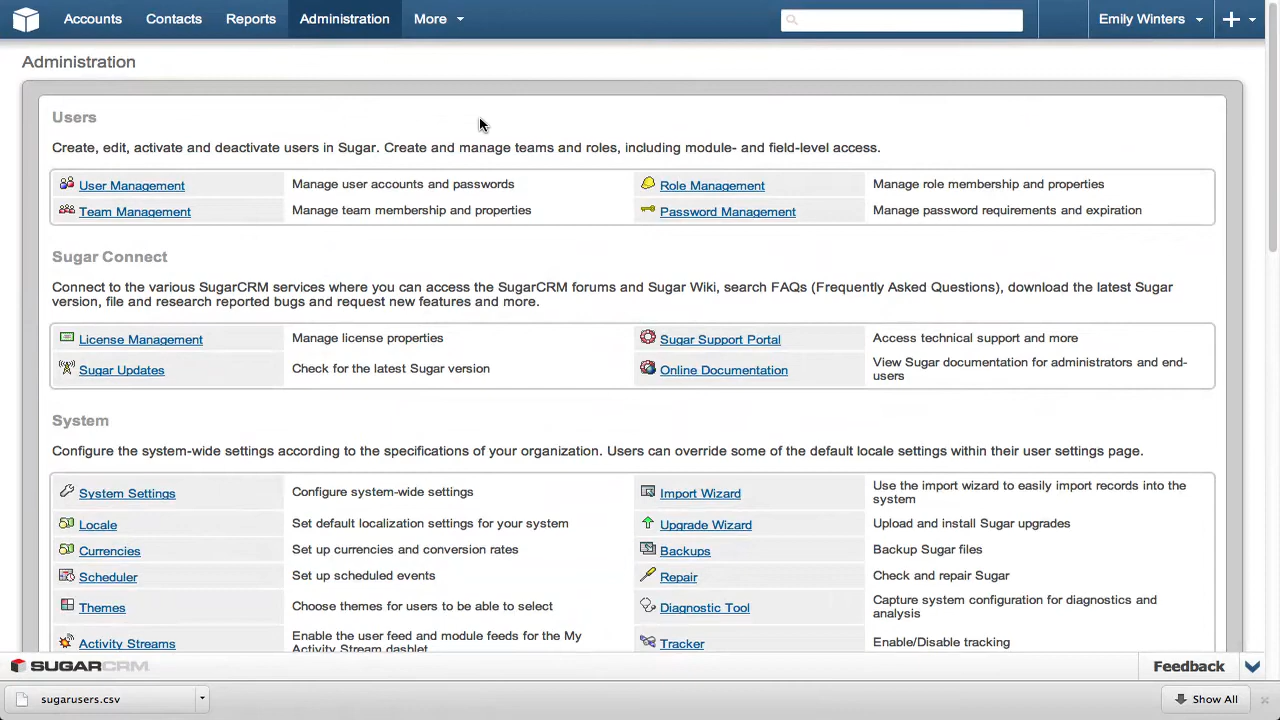 Accounts Contacts Reports Administration More Emily Winters
Administration
Users
Create, edit, activate and deactivate users in Sugar. Create and manage teams and roles, including module- and field-level access.
User Management Manage user accounts and passwords Role Management Manage role membership and properties
Team Management Manage team membership and properties Password Management Manage password requirements and expiration
Sugar Connect
Connect to the various SugarCRM services where you can access the SugarCRM forums and Sugar Wiki, search FAQs (Frequently Asked Questions), download the latest Sugar
version, file and research reported bugs and request new features and more.
License Management Manage license properties Sugar Support Portal Access technical support and more
Sugar Updates Check for the latest Sugar version Online Documentation View Sugar documentation for administrators and end-
users
System
Configure the system-wide settings according to the specifications of your organization. Users can override some of the default locale settings within their user settings page.
System Settings Configure system-wide settings Import Wizard Use the import wizard to easily import records into the
system
Locale Set default localization settings for your system Upgrade Wizard Upload and install Sugar upgrades
Currencies Set up currencies and conversion rates Backups Backup Sugar files
Scheduler Set up scheduled events Repair Check and repair Sugar
Themes Choose themes for users to be able to select Diagnostic Tool Capture system configuration for diagnostics and
analysis
Activity Streams Enable the user feed and module feeds for the My
Activity Stream dashlet Tracker Enable/Disable tracking
SUGARCRM Feedback
sugarusers.csv Show All